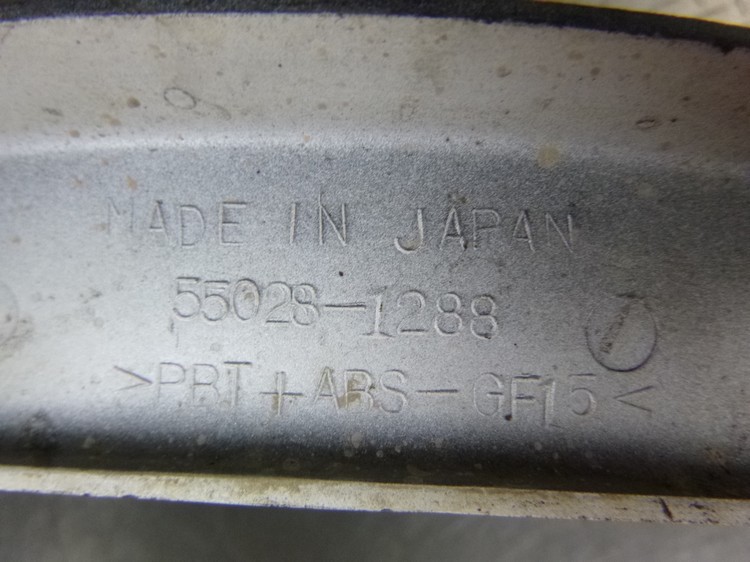 MADE IN JAPAN
55028-1288
>PBT+ABS-GF15<